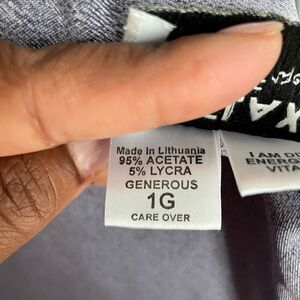 Made in Lithuania
95% ACETATE
5% LYCRA
GENEROUS
1G
CARE OVER
I AM
ENERG
VITA